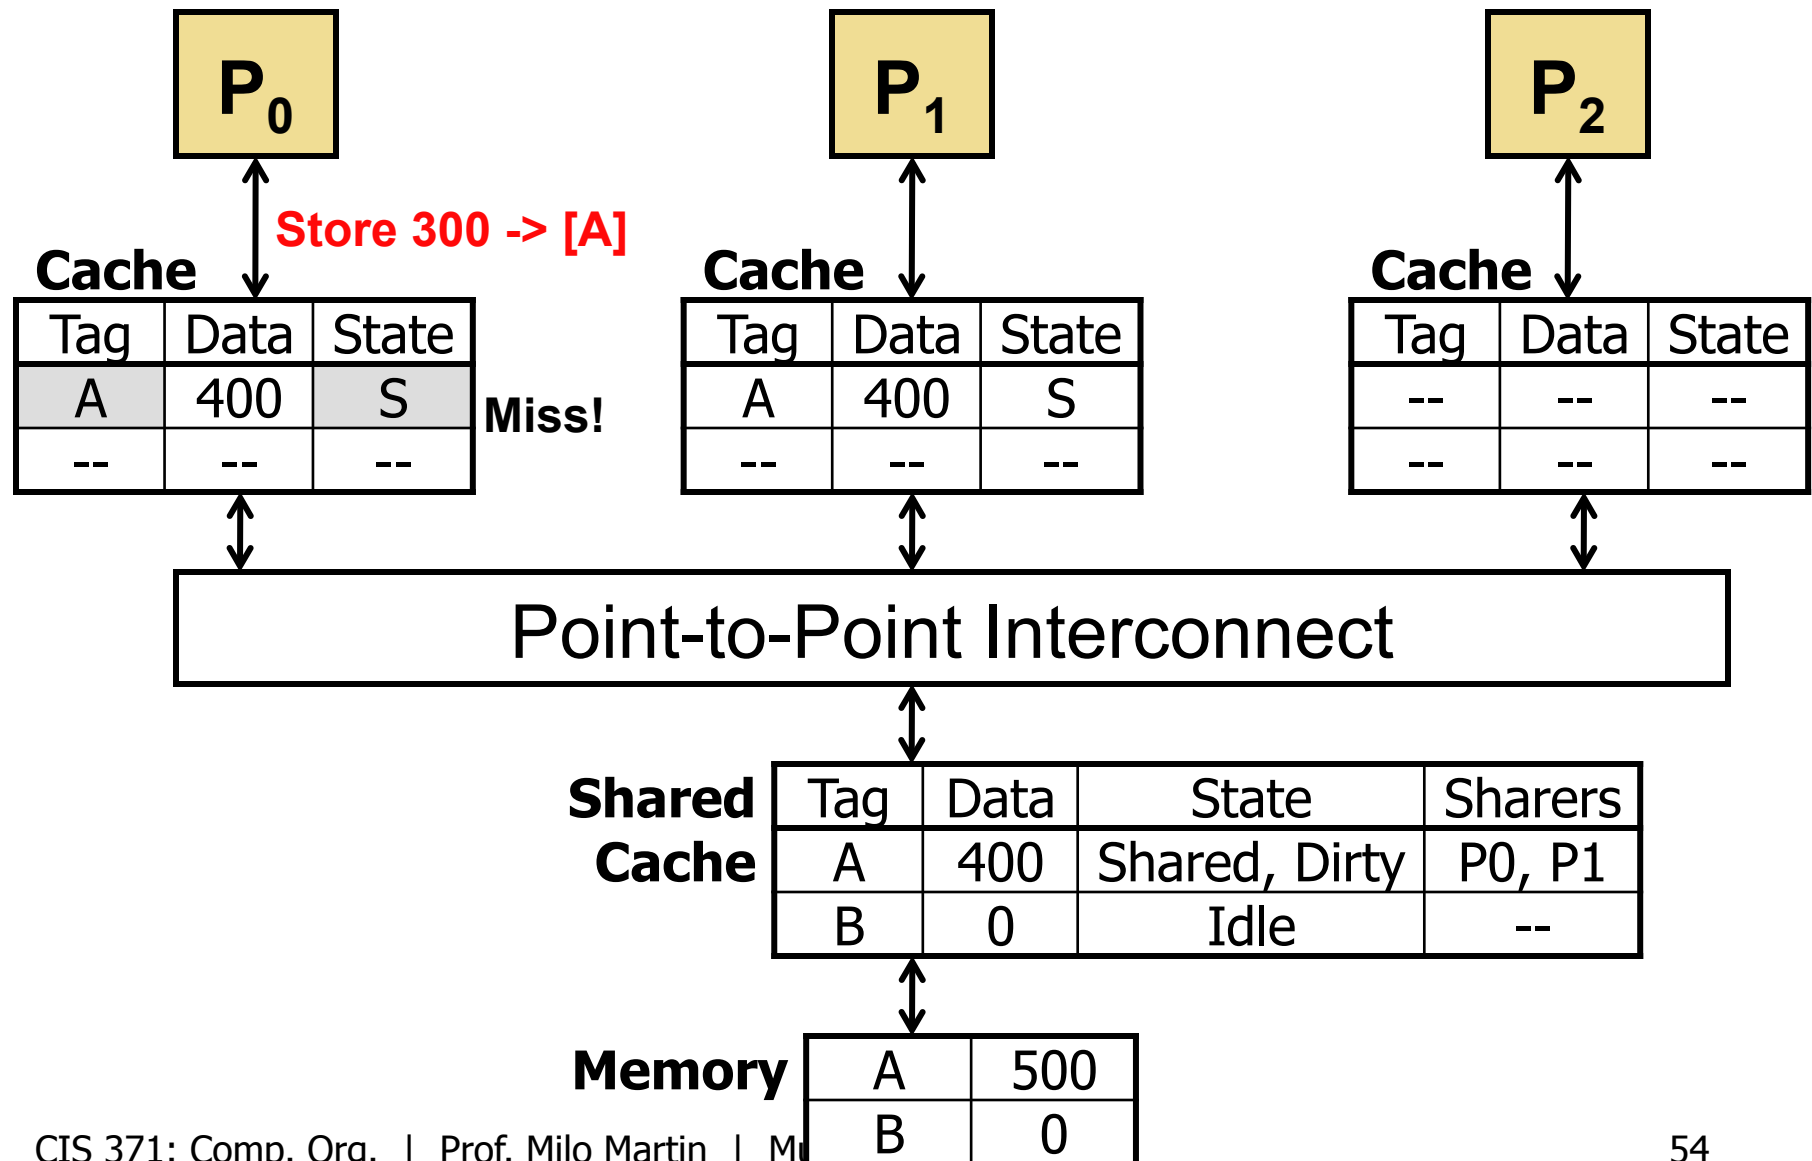 P0 P1 P2
Store 300 -> [A]
Cache Cache Cache
Tag Data State Tag Data State Tag Data State
A 400 S Miss! A 400 S -- -- --
-- -- -- -- -- -- -- -- --
Point-to-Point Interconnect
Shared Tag Data State Sharers
Cache A 400 Shared, Dirty P0, P1
B 0 Idle --
Memory A 500
B 0
CIS 371: Comp. Org. | Prof. Milo Martin | 54